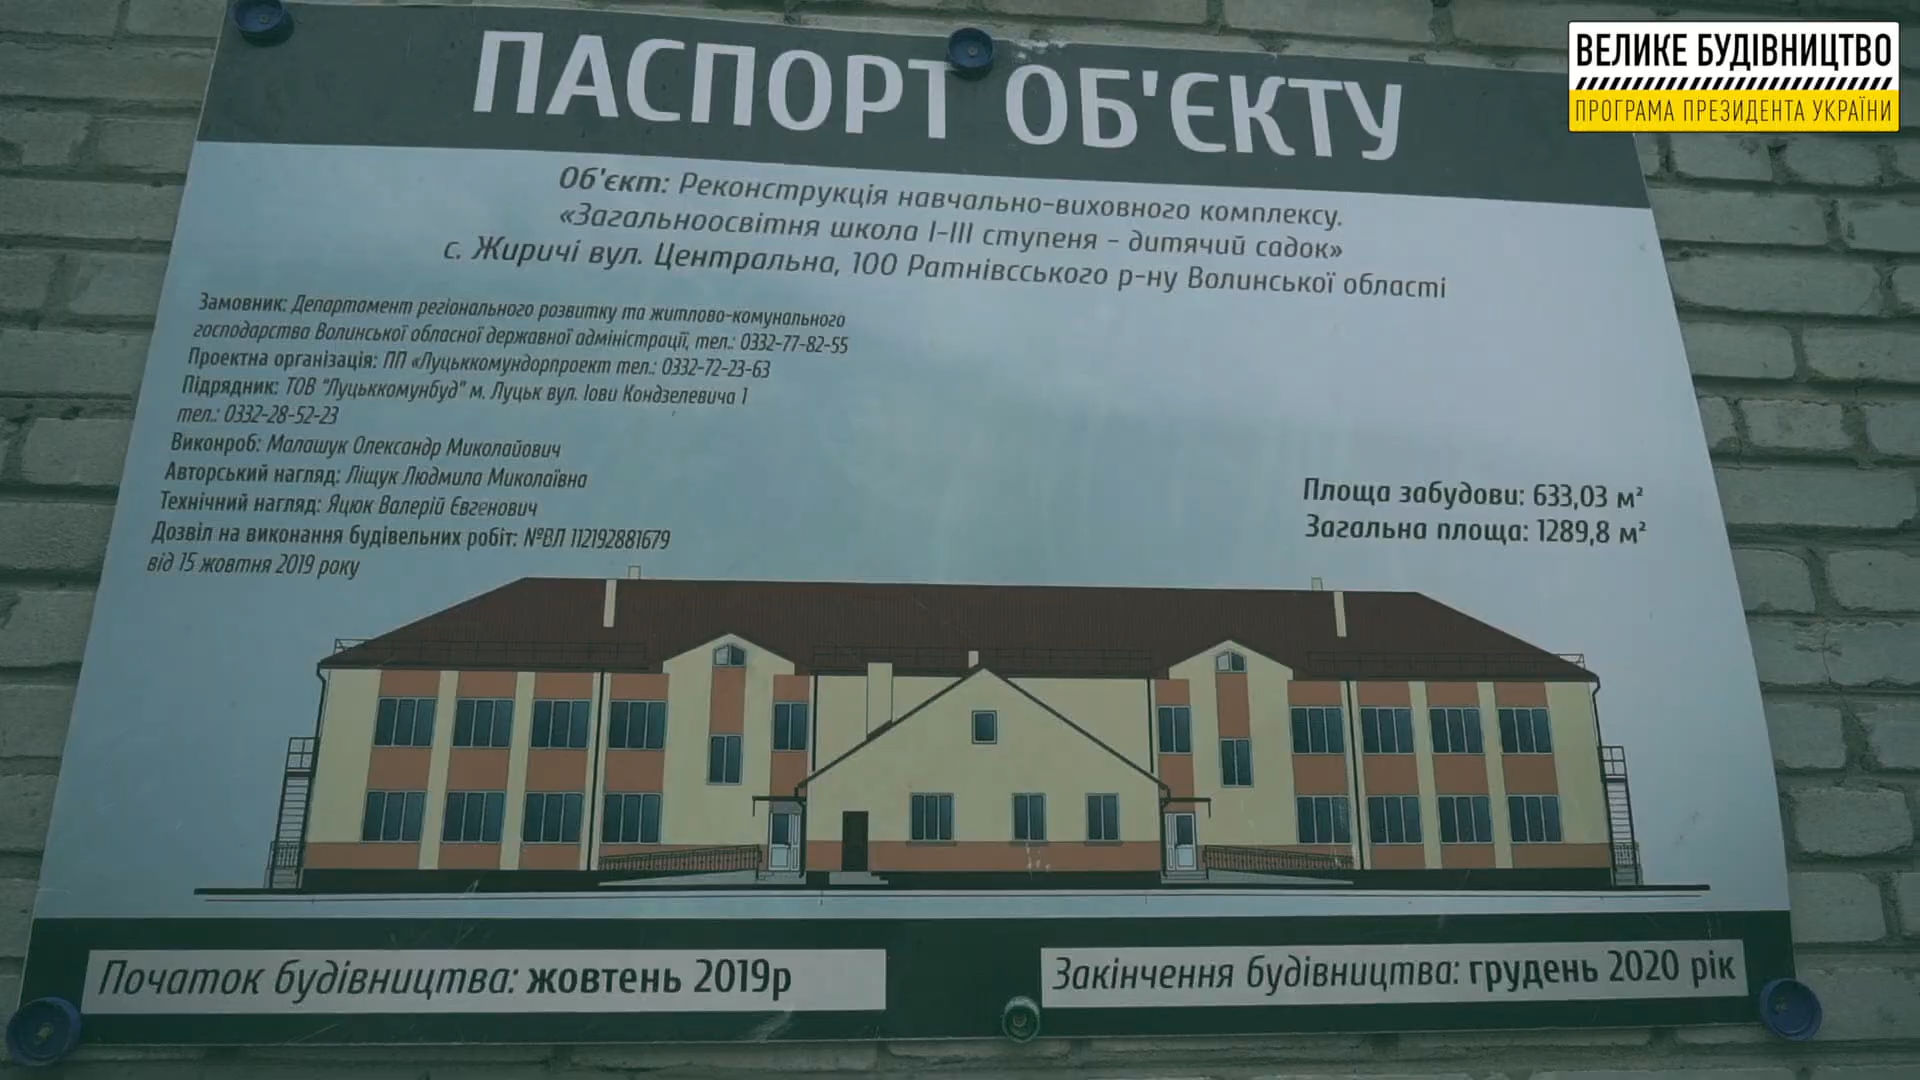 ВЕЛИКЕ БУДІВНИЦТВО
ПРОГРАМА ПРЕЗИДЕНТА УКРАЇНИ
ПАСПОРТ ОБ'ЄКТУ
Об'єкт: Реконструкція навчально-виховного комплексу.
«Загальноосвітня школа І-ІІІ ступеня - дитячий садок»
с. Жиричі вул. Центральна, 100 Ратнівсського р-ну Волинської області
Замовник: Департамент регіонального розвитку та житлово-комунального
господарства Волинської обласної державної адміністрації, тел.: 0332-77-82-55
Проектна організація: ПП «Луцьккомундорпроект тел.: 0332-72-23-63
Підрядник: ТОВ "Луцьккомунбуд" м. Луцьк вул. Іови Кондзелевича 1
тел.: 0332-28-52-23
Виконроб: Малашук Олександр Миколайович
Авторський нагляд: Ліщук Людмила Миколаївна
Технічний нагляд: Яцюк Валерій Євгенович
Дозвіл на виконання будівельних робіт: №ВЛ 112192881679
від 15 жовтня 2019 року
Площа забудови: 633,03 м²
Загальна площа: 1289,8 м²
Початок будівництва: жовтень 2019р
Закінчення будівництва: грудень 2020 рік